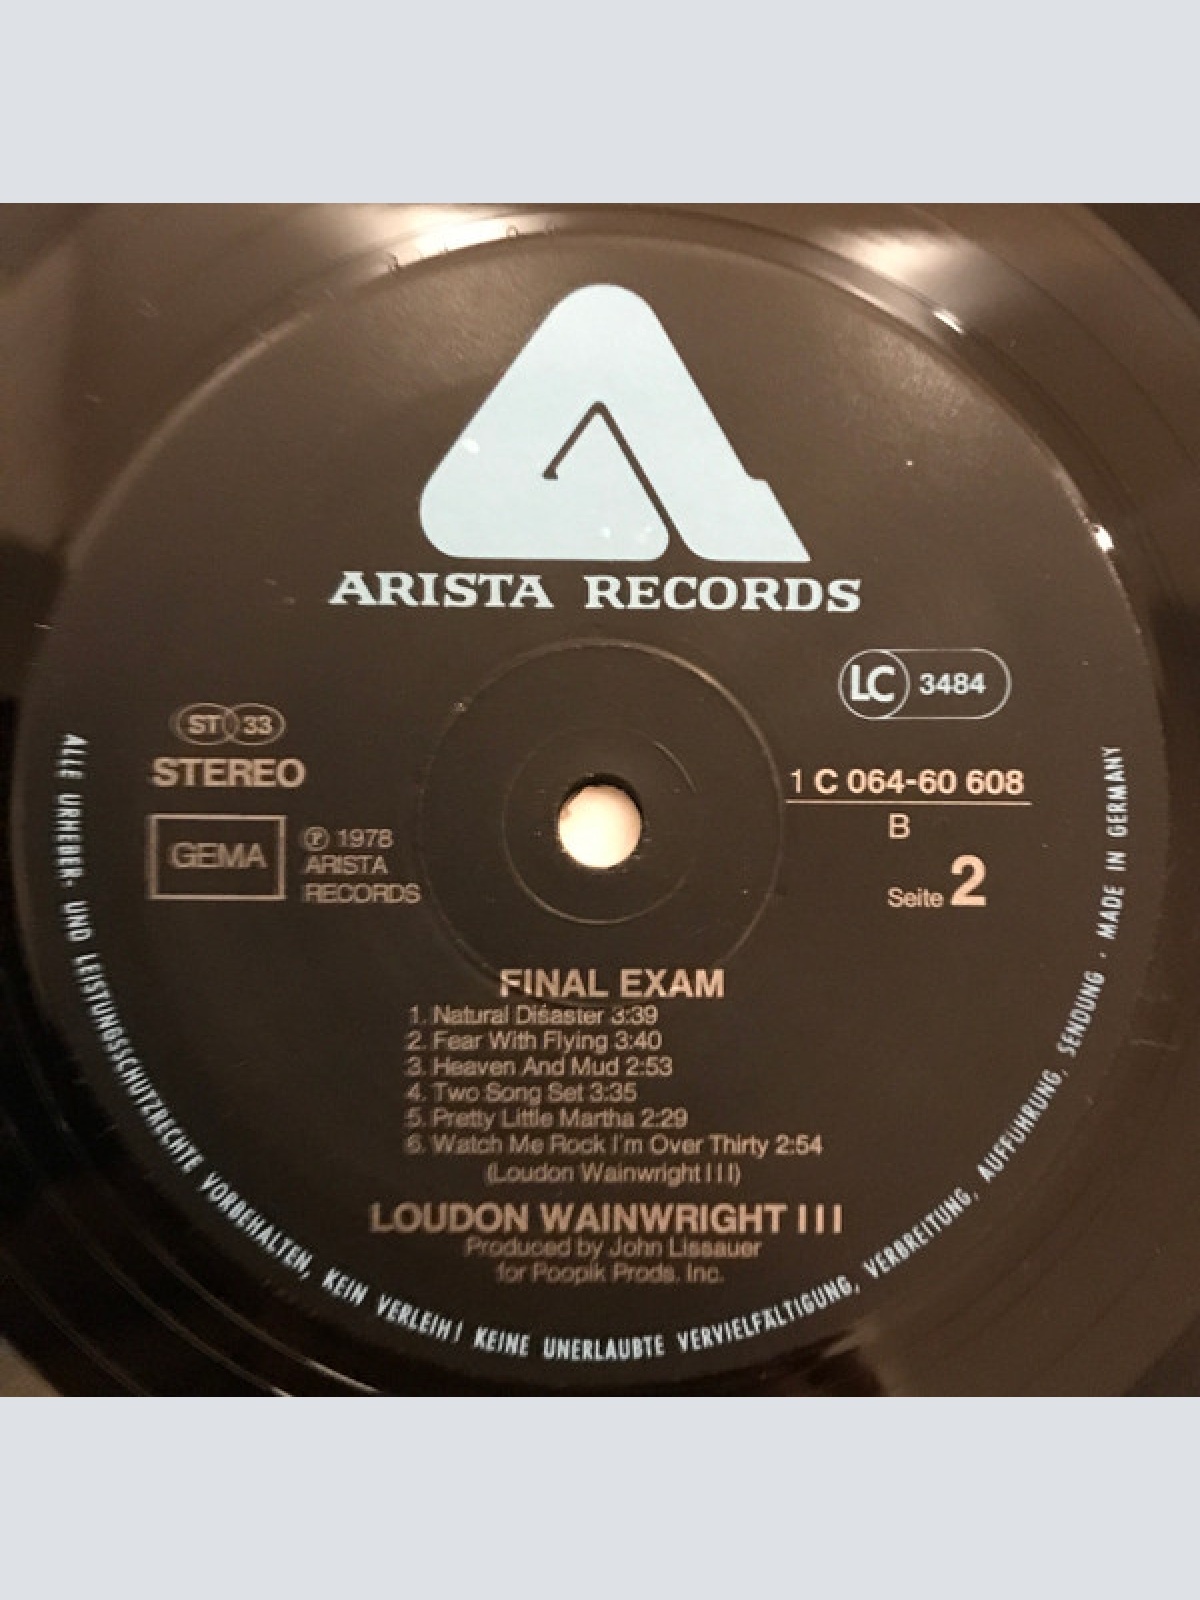 ARISTA RECORDS
LC 3484
ST 33
STEREO
GEMA
℗ 1978
ARISTA
RECORDS
1 C 064-60 608
B
Seite 2
FINAL EXAM
1. Natural Disaster 3:39
2. Fear With Flying 3:40
3. Heaven And Mud 2:53
4. Two Song Set 3:35
5. Pretty Little Martha 2:29
6. Watch Me Rock I'm Over Thirty 2:54
(Loudon Wainwright III)
LOUDON WAINWRIGHT III
Produced by John Lissauer
for Poopik Prods. Inc.
ALLE URHEBER- UND LEISTUNGSSCHUTZRECHTE VORBEHALTEN, KEIN VERLEIH! KEINE UNERLAUBTE VERVIELFÄLTIGUNG, VERBREITUNG, AUFFÜHRUNG, SENDUNG · MADE IN GERMANY